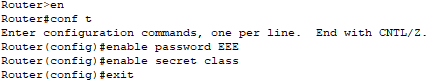 Router>en
Router#conf t
Enter configuration commands, one per line.  End with CNTL/Z.
Router(config)#enable password EEE
Router(config)#enable secret class
Router(config)#exit